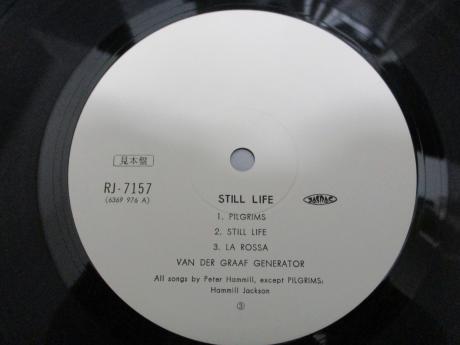 見本盤
RJ-7157
(6369 976 A)
STILL LIFE
JASRAC
1. PILGRIMS
2. STILL LIFE
3. LA ROSSA
VAN DER GRAAF GENERATOR
All songs by Peter Hammill, except PILGRIMS;
Hammill Jackson
③